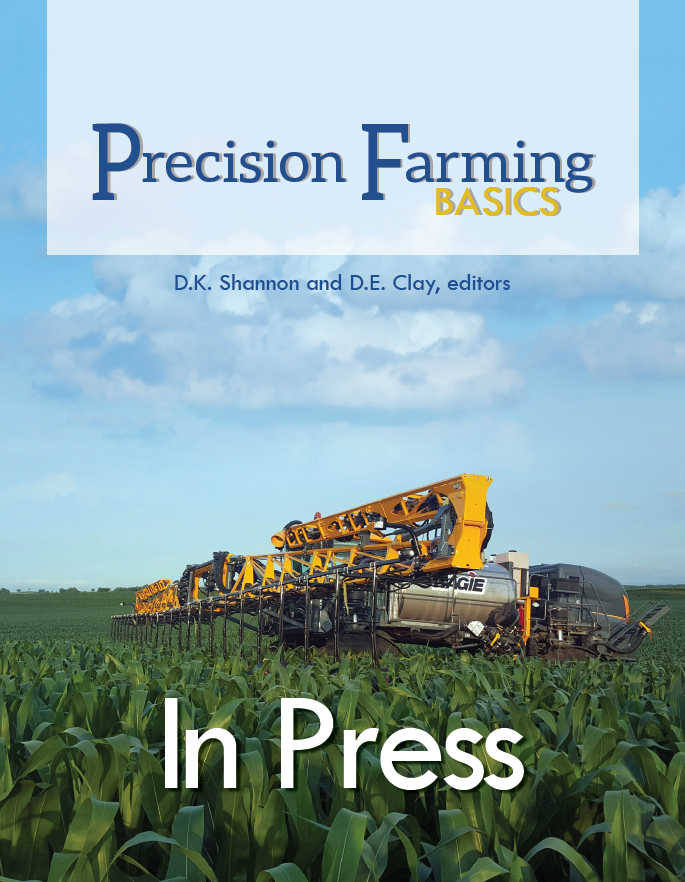 Precision Farming
BASICS
D.K. Shannon and D.E. Clay, editors
In Press